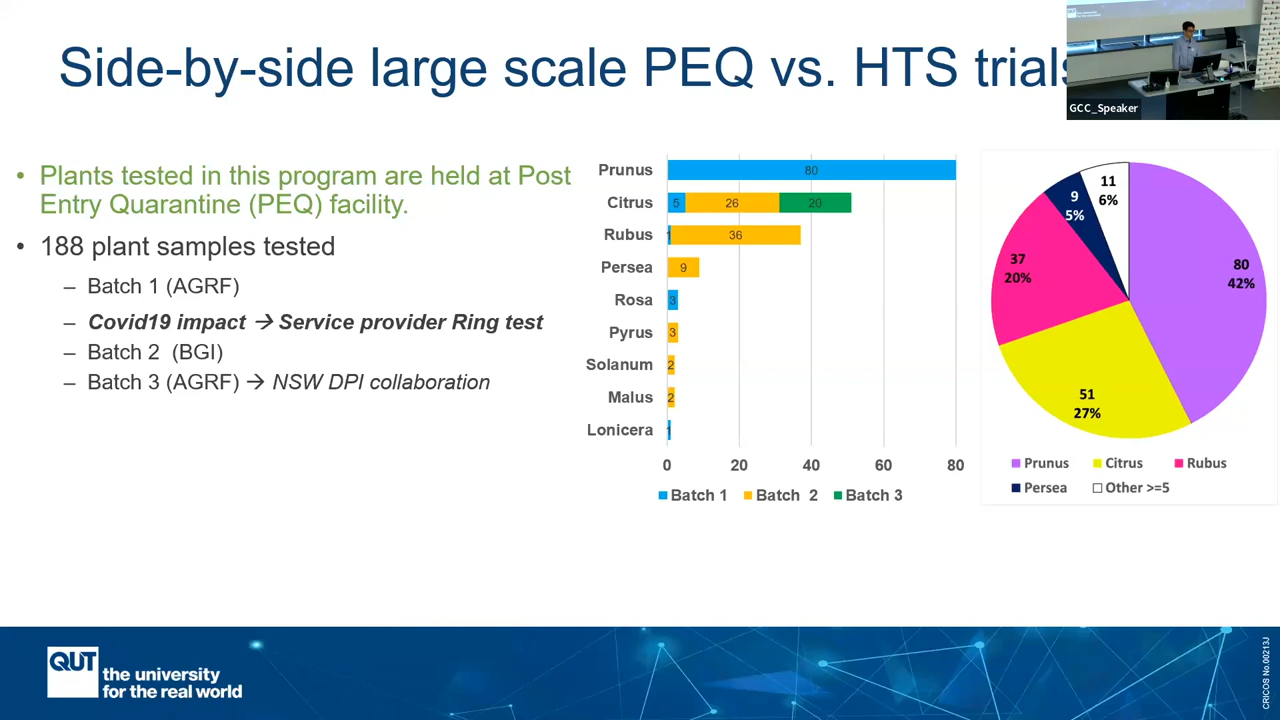 Side-by-side large scale PEQ vs. HTS trials
GCC_Speaker
• Plants tested in this program are held at Post
Entry Quarantine (PEQ) facility.
• 188 plant samples tested
– Batch 1 (AGRF)
– Covid19 impact → Service provider Ring test
– Batch 2 (BGI)
– Batch 3 (AGRF) → NSW DPI collaboration
Prunus 80
Citrus 5 26 20
Rubus 1 36
Persea 9
Rosa 3
Pyrus 3
Solanum 2
Malus 2
Lonicera 1
0 20 40 60 80
Batch 1 Batch 2 Batch 3
11
6%
9
5%
37
20%
80
42%
51
27%
Prunus Citrus Rubus
Persea Other >=5
QUT
the university
for the real world
CRICOS No.00213J